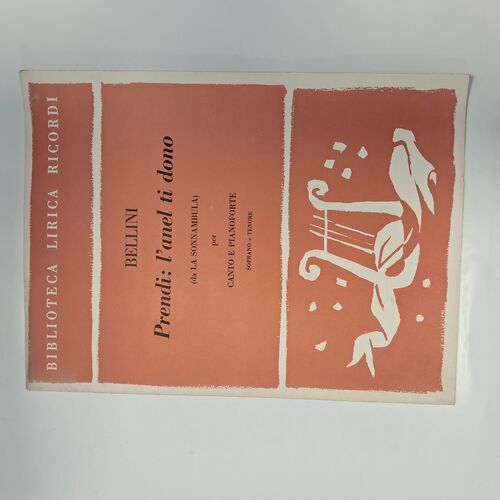 BIBLIOTECA LIRICA RICORDI
BELLINI
Prendi: l'anel ti dono
(da LA SONNAMBULA)
per
CANTO E PIANOFORTE
SOPRANO e TENORE